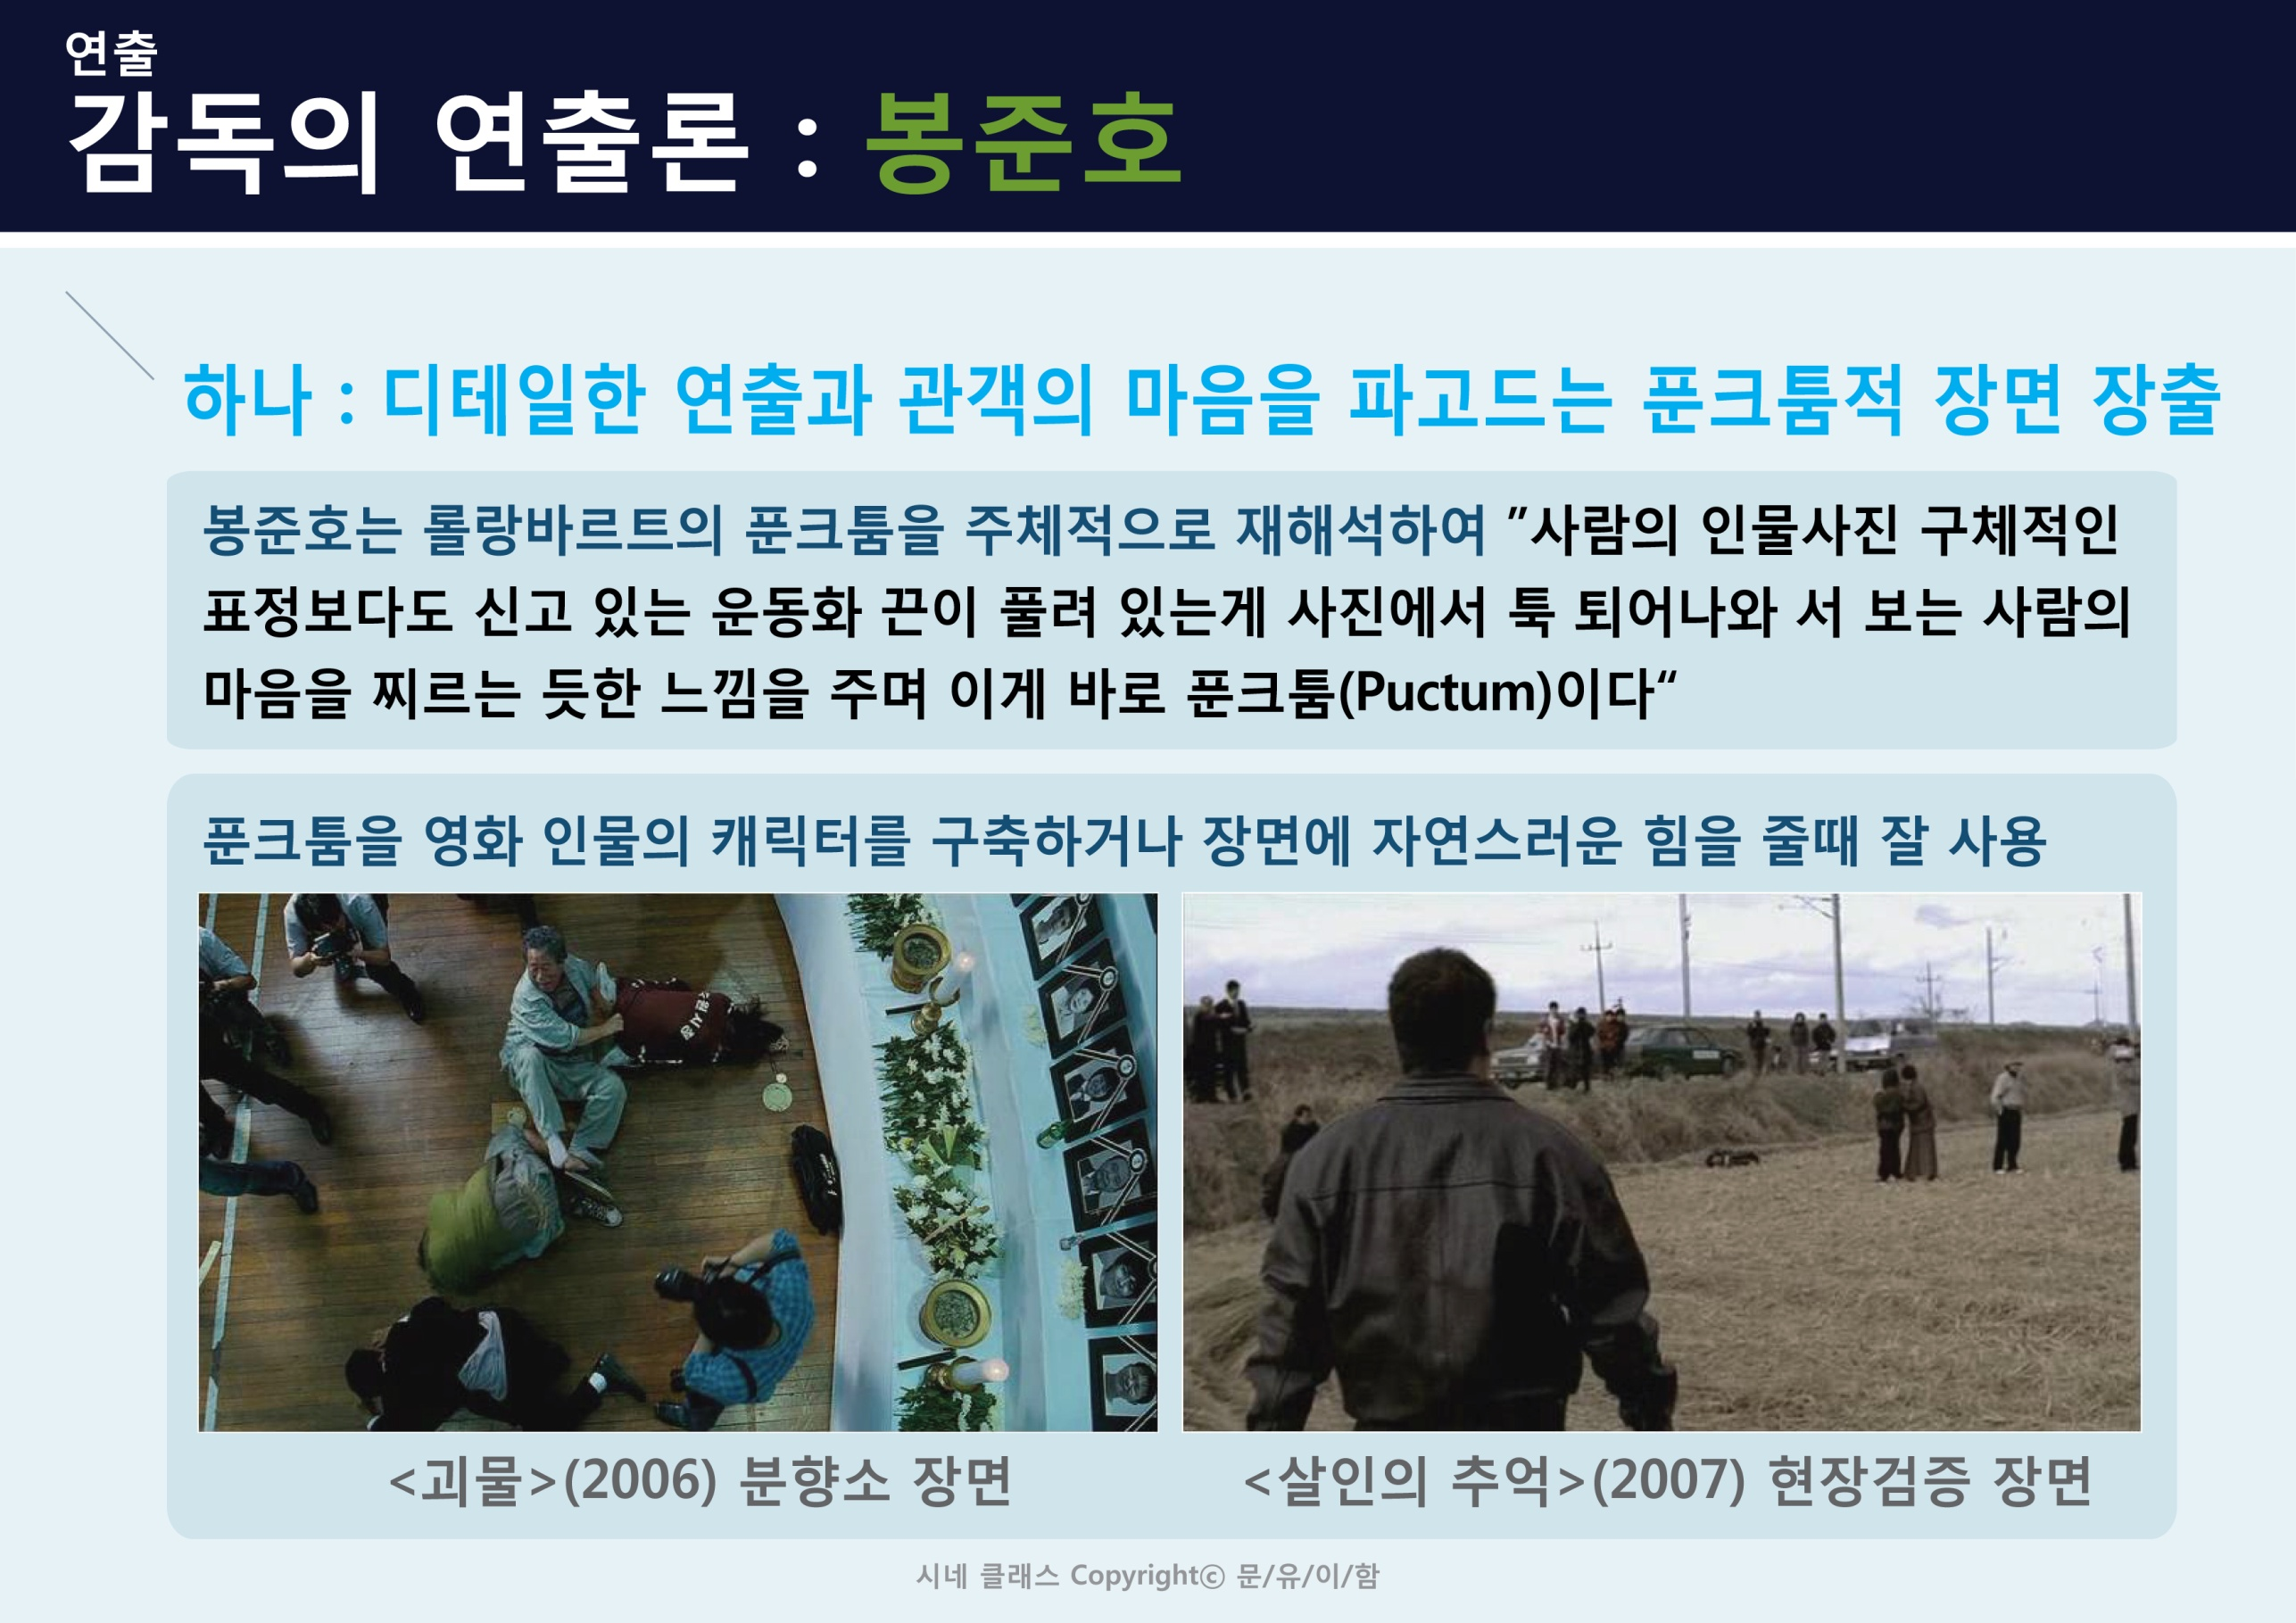 연출
감독의 연출론 : 봉준호
하나 : 디테일한 연출과 관객의 마음을 파고드는 푼크툼적 장면 장출
봉준호는 롤랑바르트의 푼크툼을 주체적으로 재해석하여 ”사람의 인물사진 구체적인
표정보다도 신고 있는 운동화 끈이 풀려 있는게 사진에서 툭 퇴어나와 서 보는 사람의
마음을 찌르는 듯한 느낌을 주며 이게 바로 푼크툼(Puctum)이다“
푼크툼을 영화 인물의 캐릭터를 구축하거나 장면에 자연스러운 힘을 줄때 잘 사용
<괴물>(2006) 분향소 장면
<살인의 추억>(2007) 현장검증 장면
시네 클래스 Copyright© 문/유/이/함